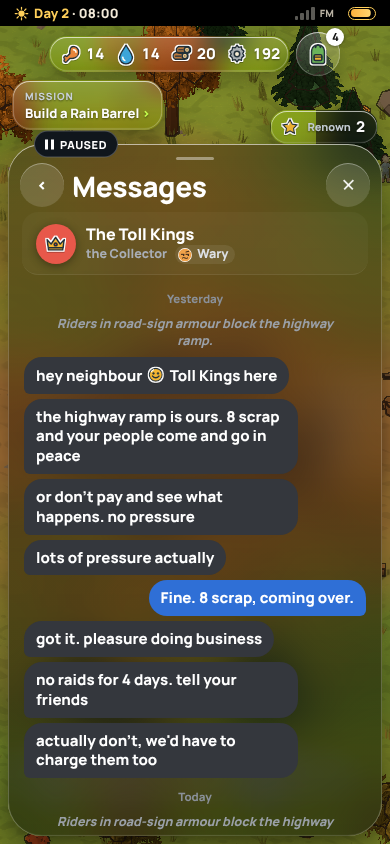 Day 2 · 08:00
FM
14
14
20
192
4
MISSION
Build a Rain Barrel ›
Renown 2
PAUSED
‹
Messages
×
The Toll Kings
the Collector Wary
Yesterday
Riders in road-sign armour block the highway
ramp.
hey neighbour 😊 Toll Kings here
the highway ramp is ours. 8 scrap
and your people come and go in
peace
or don't pay and see what
happens. no pressure
lots of pressure actually
Fine. 8 scrap, coming over.
got it. pleasure doing business
no raids for 4 days. tell your
friends
actually don't, we'd have to
charge them too
Today
Riders in road-sign armour block the highway